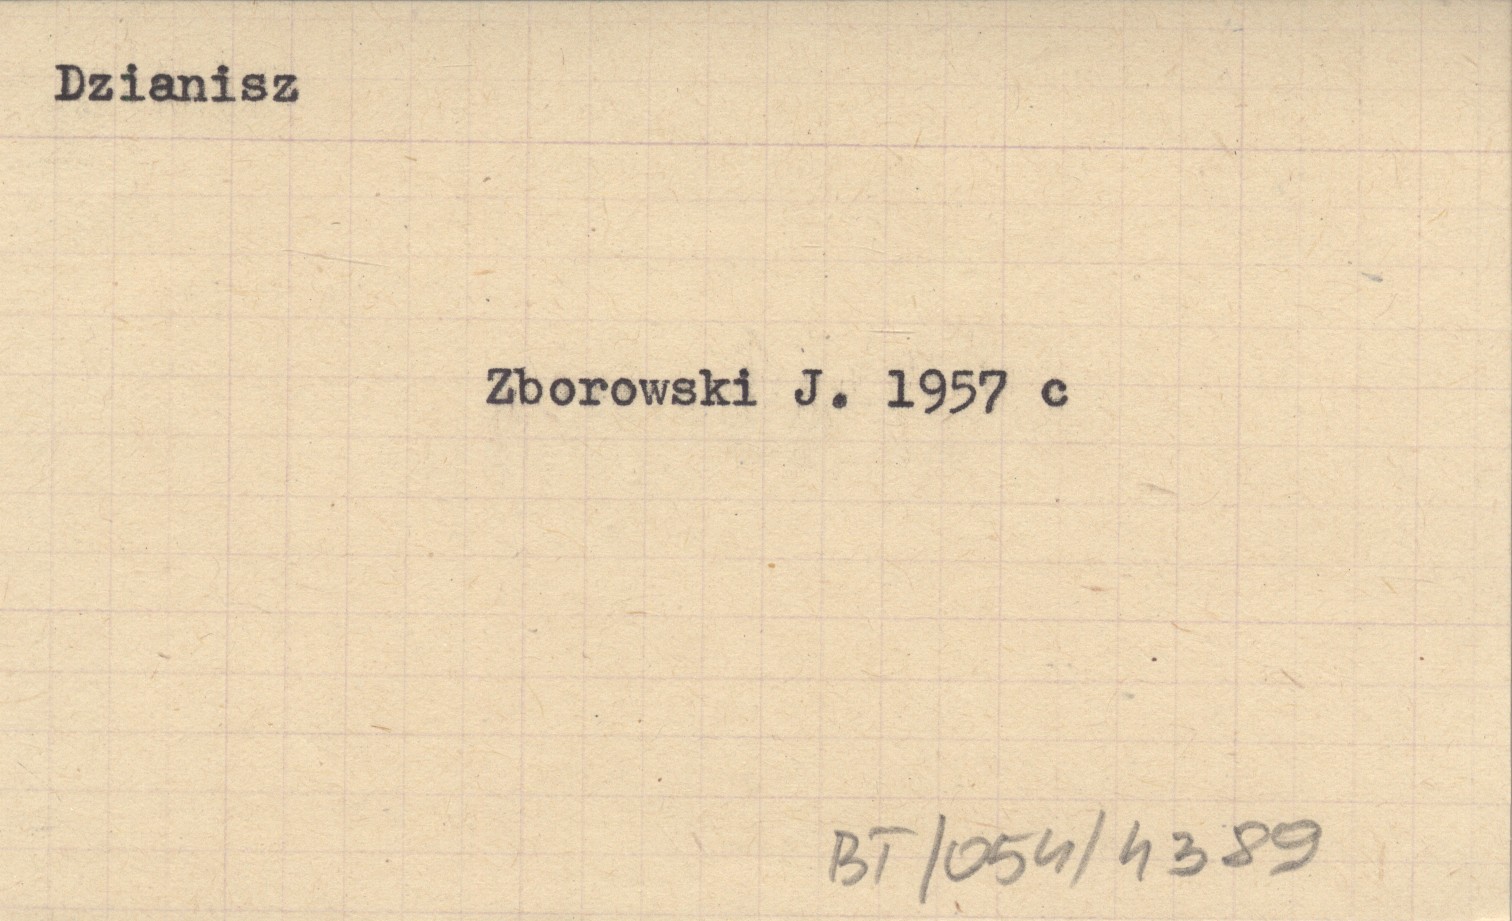 Dzianisz
Zborowski J. 1957 c
BT/054/4389